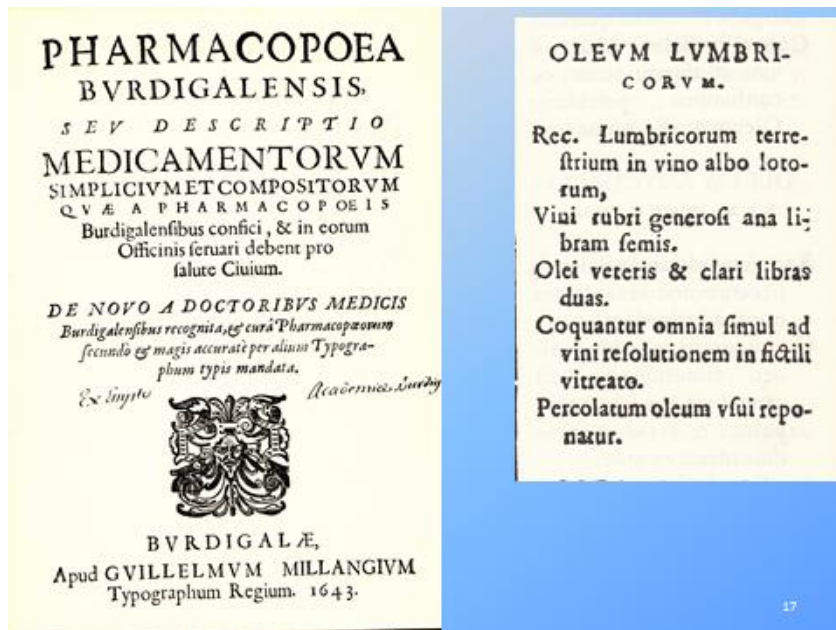 PHARMACOPOEA
BVRDIGALENSIS,
SEV DESCRIPTIO
MEDICAMENTORVM
SIMPLICIVM ET COMPOSITORVM
QVÆ A PHARMACOPOEIS
Burdigalenſibus confici, & in eorum
Officinis ſeruari debent pro
ſalute Ciuium.
DE NOVO A DOCTORIBVS MEDICIS
Burdigalenſibus recognita, & curâ Pharmacopæorum
ſecundò & magis accuratè per alium Typogra-
phum typis mandata.
Ex
BVRDIGALÆ,
Apud GVILLELMVM MILLANGIVM
Typographum Regium. 1643.
OLEVM LVMBRI-
CORVM.
Rec. Lumbricorum terre-
ſtrium in vino albo loto-
rum,
Vini rubri generoſi ana li-
bram ſemis.
Olei veteris & clari libras
duas.
Coquantur omnia ſimul ad
vini reſolutionem in fictili
vitreato.
Percolatum oleum vſui repo-
natur.
17